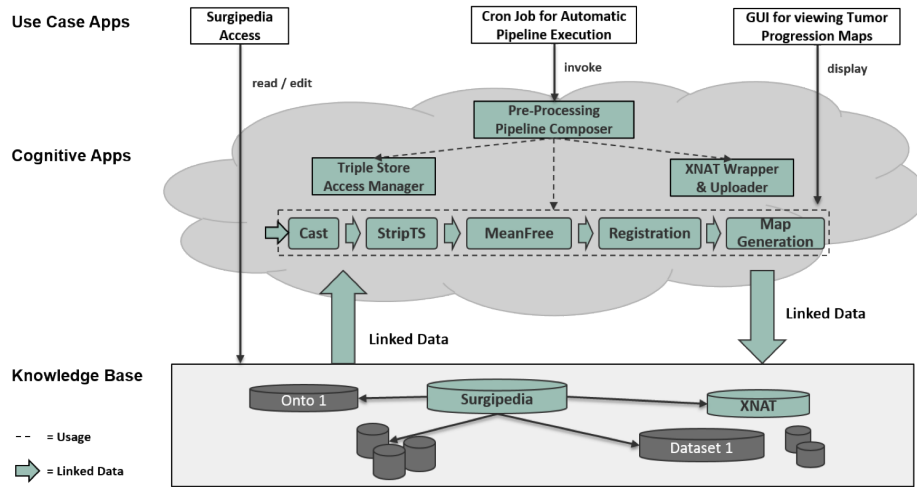 Use Case Apps
Surgipedia
Access
Cron Job for Automatic
Pipeline Execution
GUI for viewing Tumor
Progression Maps
read / edit
invoke
display
Pre-Processing
Pipeline Composer
Cognitive Apps
Triple Store
Access Manager
XNAT Wrapper
& Uploader
Cast
StripTS
MeanFree
Registration
Map
Generation
Linked Data
Linked Data
Knowledge Base
Onto 1
Surgipedia
XNAT
Dataset 1
= Usage
= Linked Data